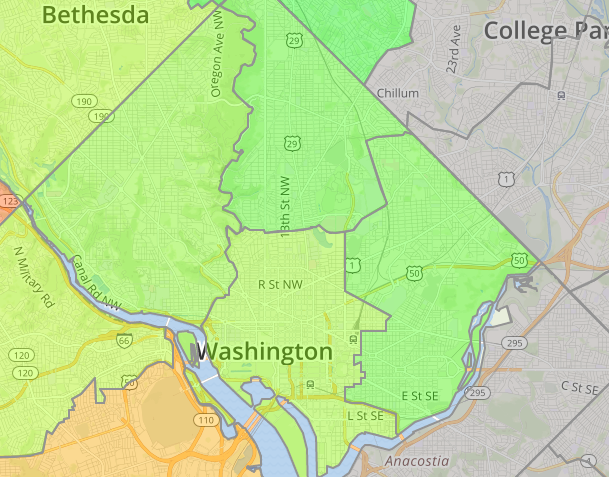 Bethesda
Oregon Ave NW
29
23rd Ave
College Par
190
190
Chillum
29
1
123
13th St NW
N Military Rd
Canal Rd NW
1
50
50
R St NW
66
120
120
50
Washington
295
110
295
E St SE
L St SE
C St SE
Anacostia
1